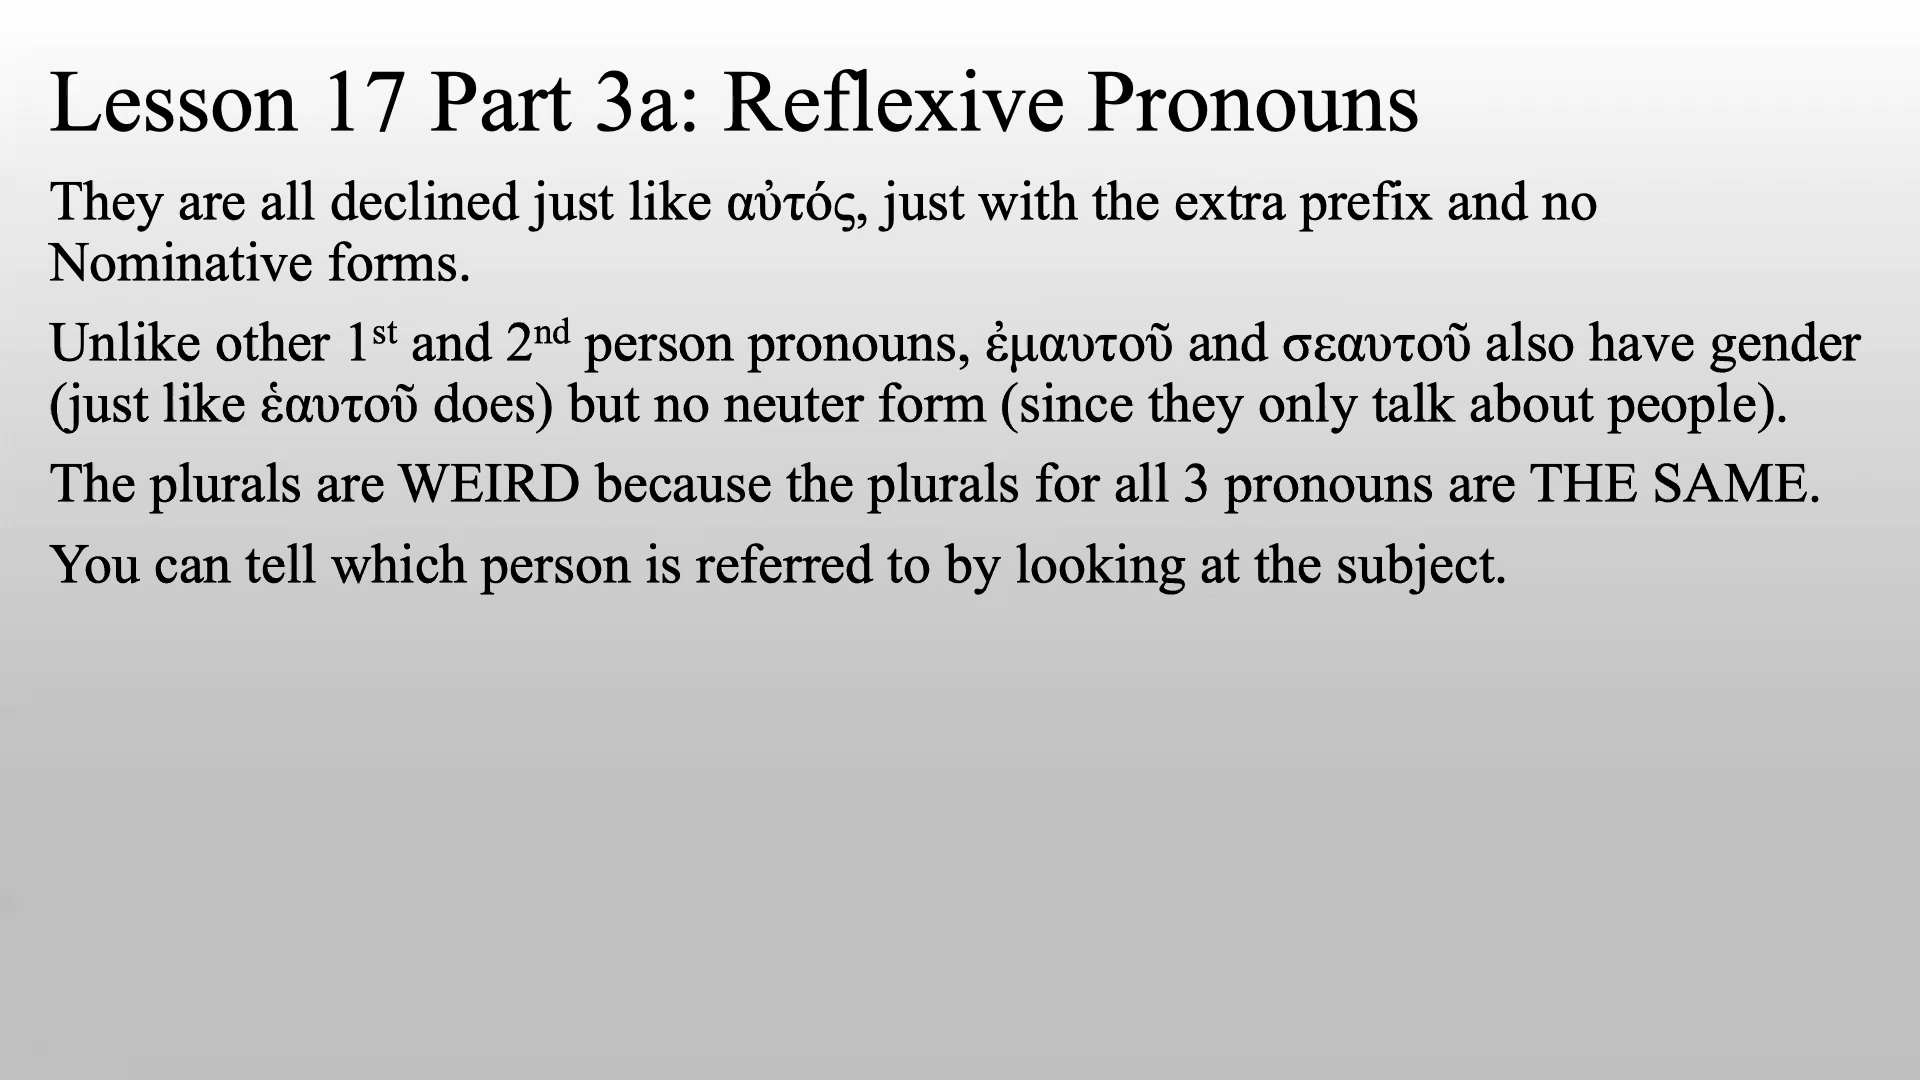 Lesson 17 Part 3a: Reflexive Pronouns
They are all declined just like αὐτός, just with the extra prefix and no
Nominative forms.
Unlike other 1st and 2nd person pronouns, ἐμαυτοῦ and σεαυτοῦ also have gender
(just like ἑαυτοῦ does) but no neuter form (since they only talk about people).
The plurals are WEIRD because the plurals for all 3 pronouns are THE SAME.
You can tell which person is referred to by looking at the subject.